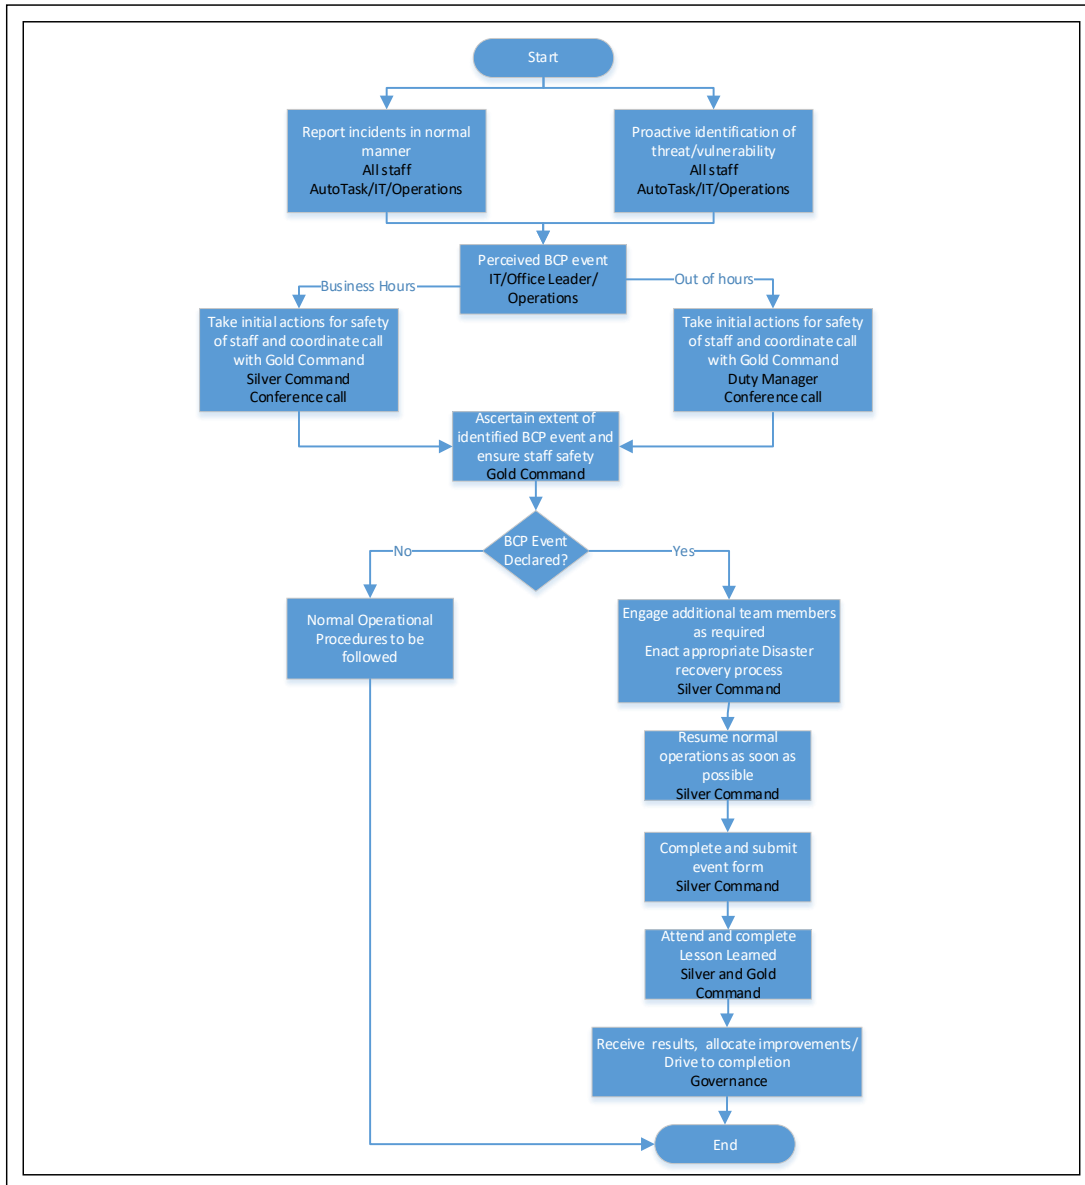 Start
Report incidents in normal
manner
All staff
AutoTask/IT/Operations
Proactive identification of
threat/vulnerability
All staff
AutoTask/IT/Operations
Perceived BCP event
IT/Office Leader/
Operations
Business Hours
Out of hours
Take initial actions for safety
of staff and coordinate call
with Gold Command
Silver Command
Conference call
Take initial actions for safety
of staff and coordinate call
with Gold Command
Duty Manager
Conference call
Ascertain extent of
identified BCP event and
ensure staff safety
Gold Command
BCP Event
Declared?
No
Yes
Normal Operational
Procedures to be
followed
Engage additional team members
as required
Enact appropriate Disaster
recovery process
Silver Command
Resume normal
operations as soon as
possible
Silver Command
Complete and submit
event form
Silver Command
Attend and complete
Lesson Learned
Silver and Gold
Command
Receive results, allocate improvements/
Drive to completion
Governance
End